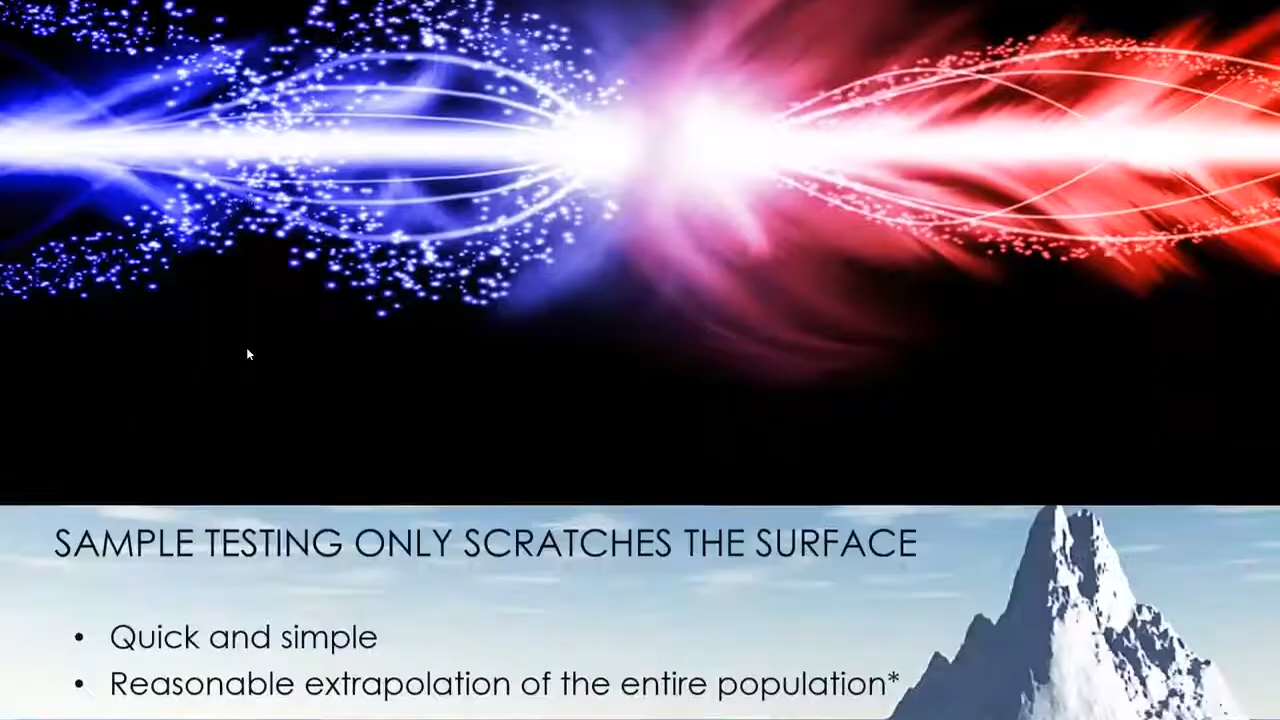 SAMPLE TESTING ONLY SCRATCHES THE SURFACE
• Quick and simple
• Reasonable extrapolation of the entire population*